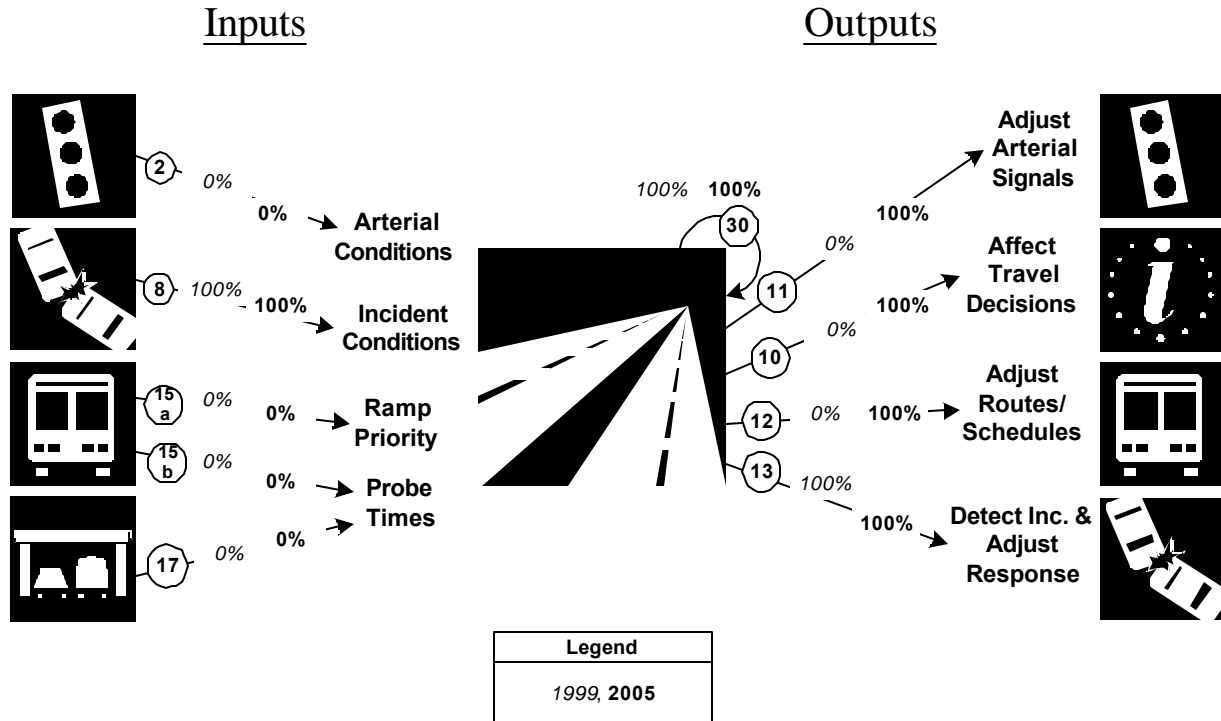 Inputs
Outputs
2
0%
0%
Arterial
Conditions
8
100%
100%
Incident
Conditions
15
a
0%
0%
Ramp
Priority
15
b
0%
0%
Probe
Times
17
0%
0%
100% 100%
30
11
0%
100%
Adjust
Arterial
Signals
10
0%
100%
Affect
Travel
Decisions
i
12
0%
100%
Adjust
Routes/
Schedules
13
100%
100%
Detect Inc. &
Adjust
Response
Legend
1999, 2005